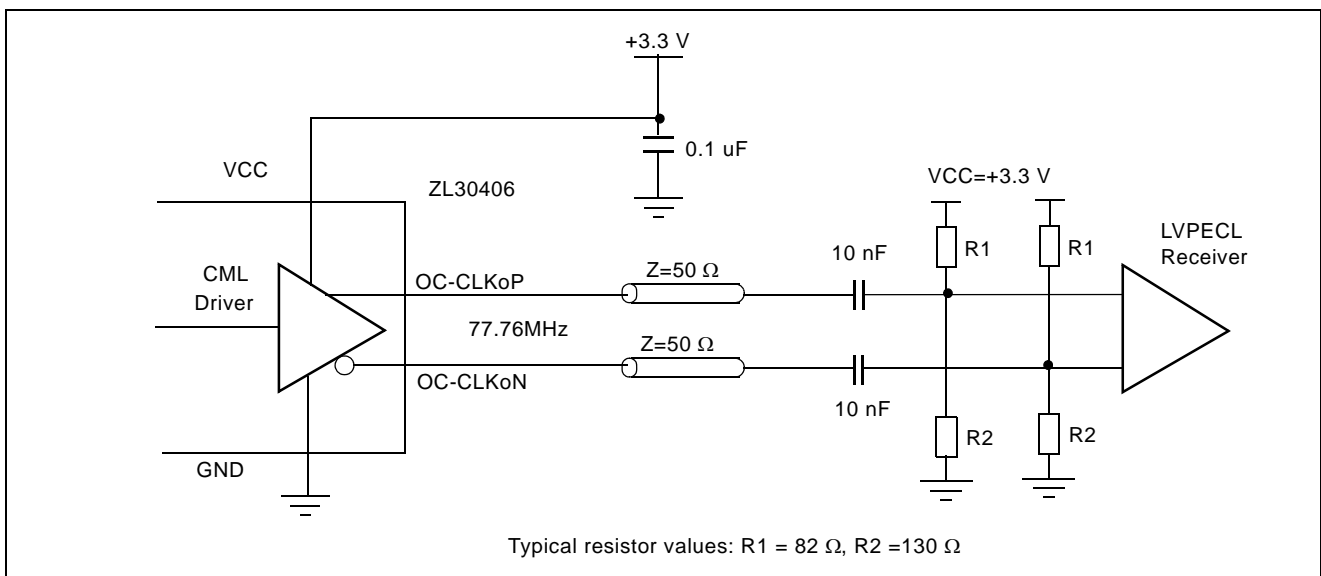 +3.3 V
0.1 uF
VCC
ZL30406
VCC=+3.3 V
R1
R1
LVPECL
Receiver
10 nF
Z=50 Ω
CML
Driver
OC-CLKoP
77.76MHz
Z=50 Ω
OC-CLKoN
10 nF
R2
R2
GND
Typical resistor values: R1 = 82 Ω, R2 =130 Ω